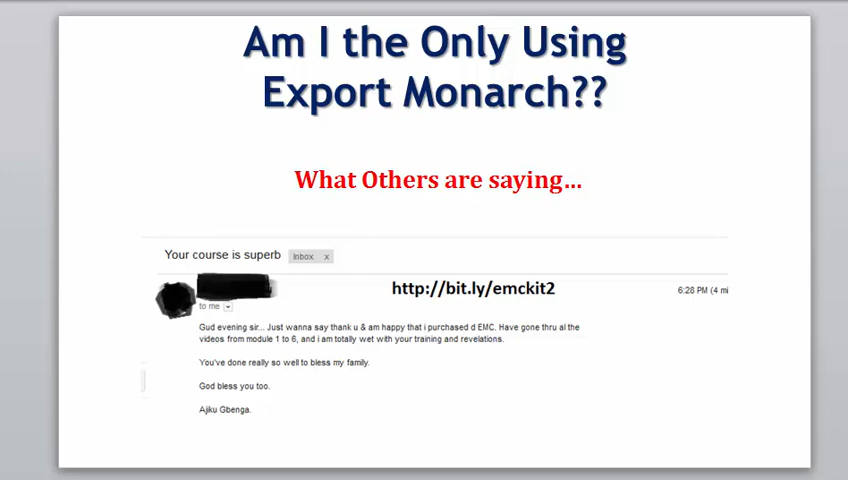 Am I the Only Using
Export Monarch??
What Others are saying...
Your course is superb Inbox x
http://bit.ly/emckit2 6:28 PM (4 mi
to me
Gud evening sir... Just wanna say thank u & am happy that i purchased d EMC. Have gone thru al the
videos from module 1 to 6, and i am totally wet with your training and revelations.
You've done really so well to bless my family.
God bless you too.
Ajiku Gbenga.